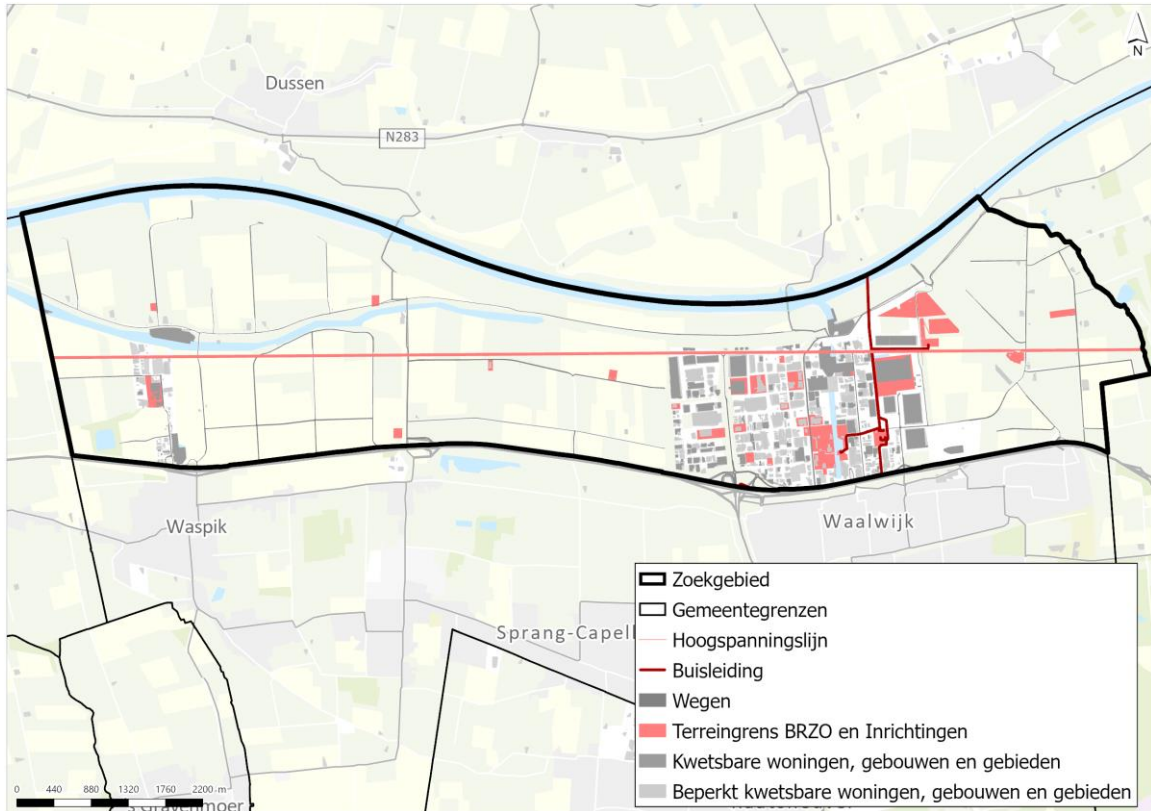 Dussen
N283
N
Waspik
Waalwijk
Sprang-Capell
Zoekgebied
Gemeentegrenzen
Hoogspanningslijn
Buisleiding
Wegen
Terreingrens BRZO en Inrichtingen
Kwetsbare woningen, gebouwen en gebieden
Beperkt kwetsbare woningen, gebouwen en gebieden
0 440 880 1320 1760 2200 m
's Gravenmoer